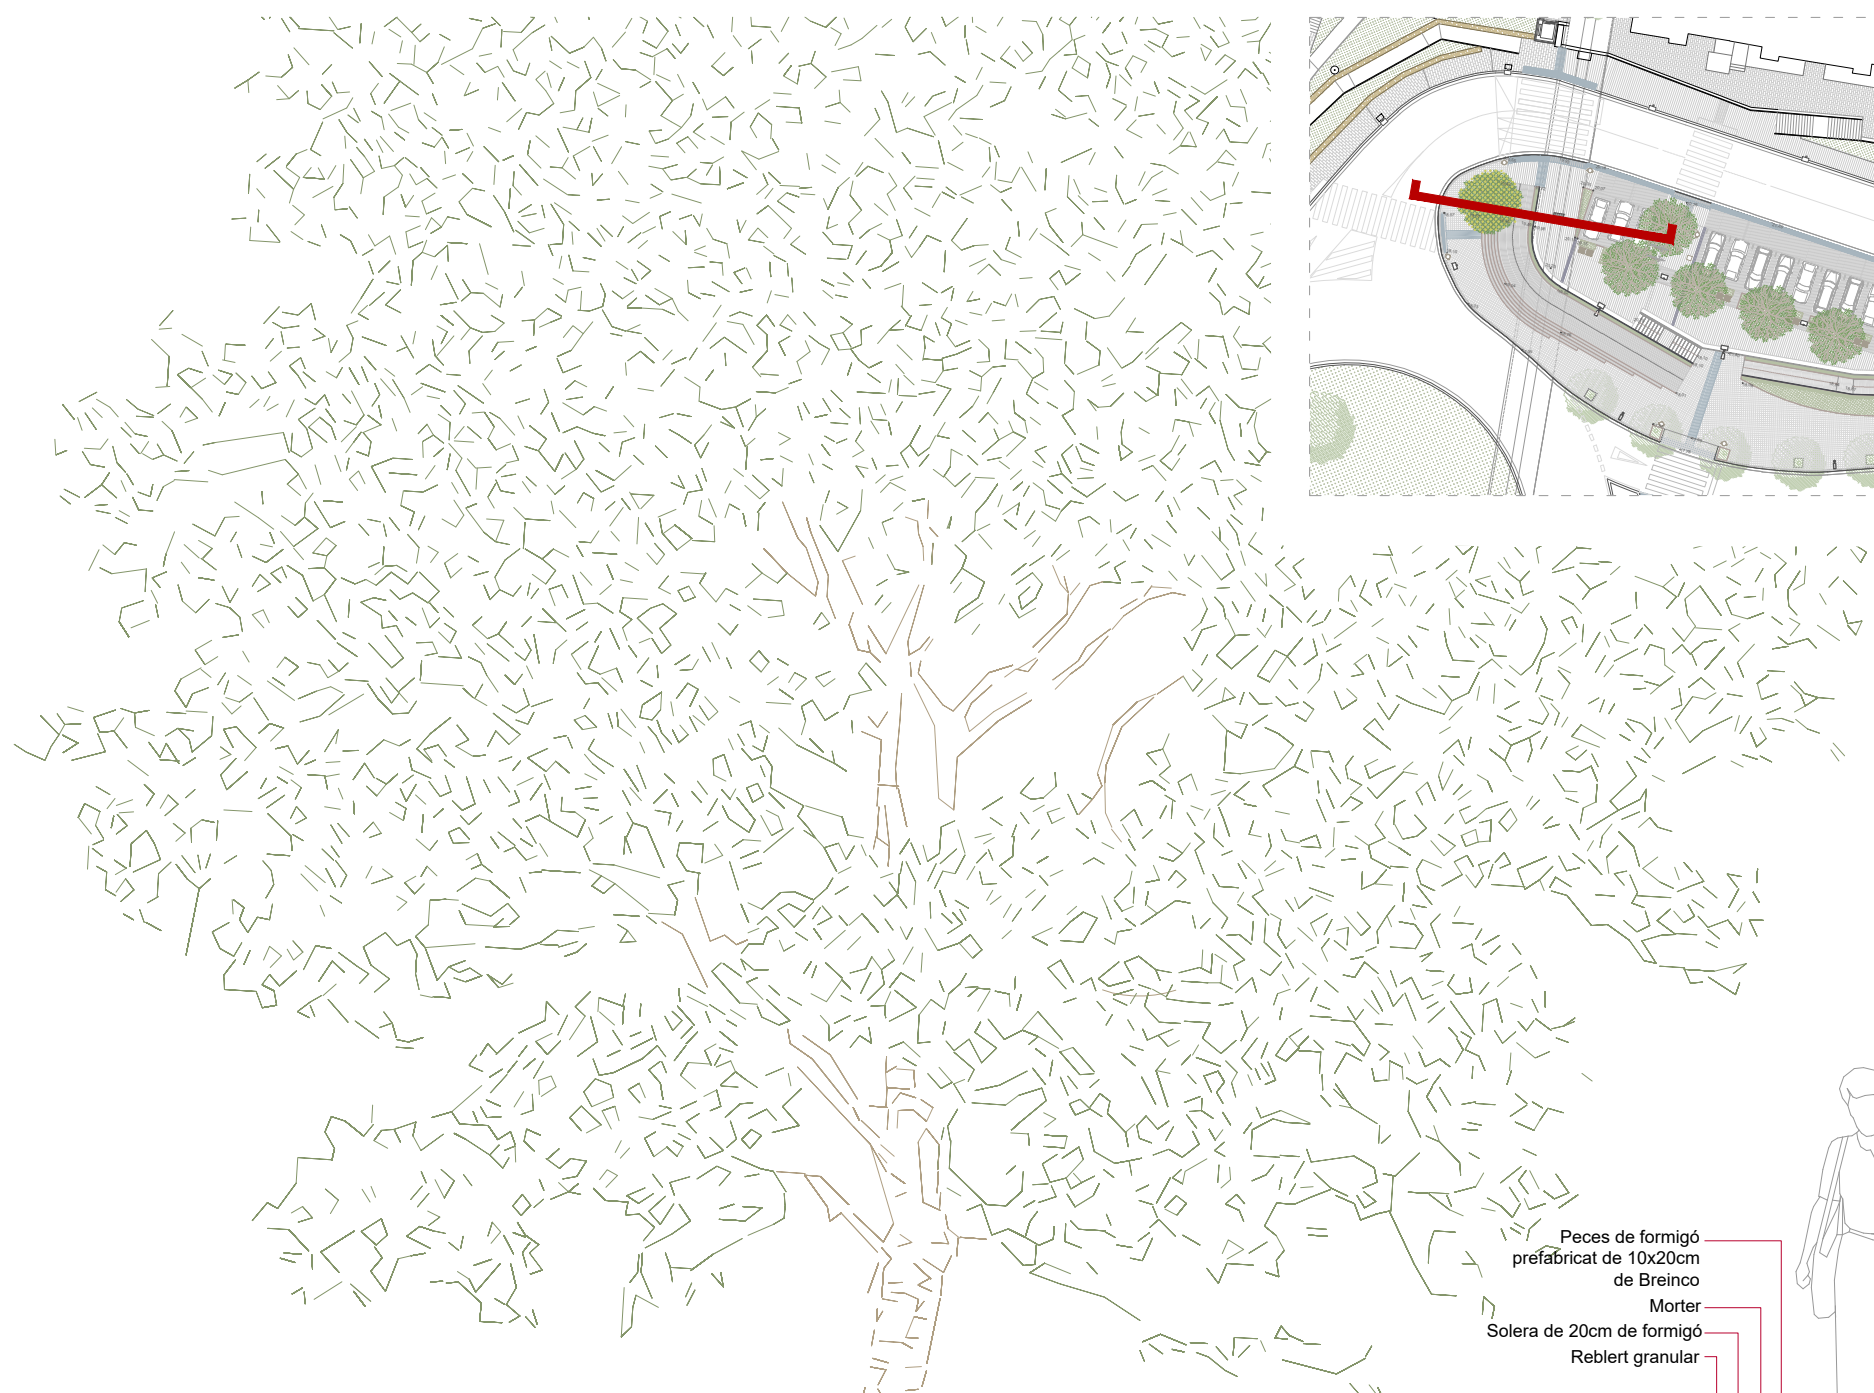 Peces de formigó
prefabricat de 10x20cm
de Breinco
Morter
Solera de 20cm de formigó
Reblert granular